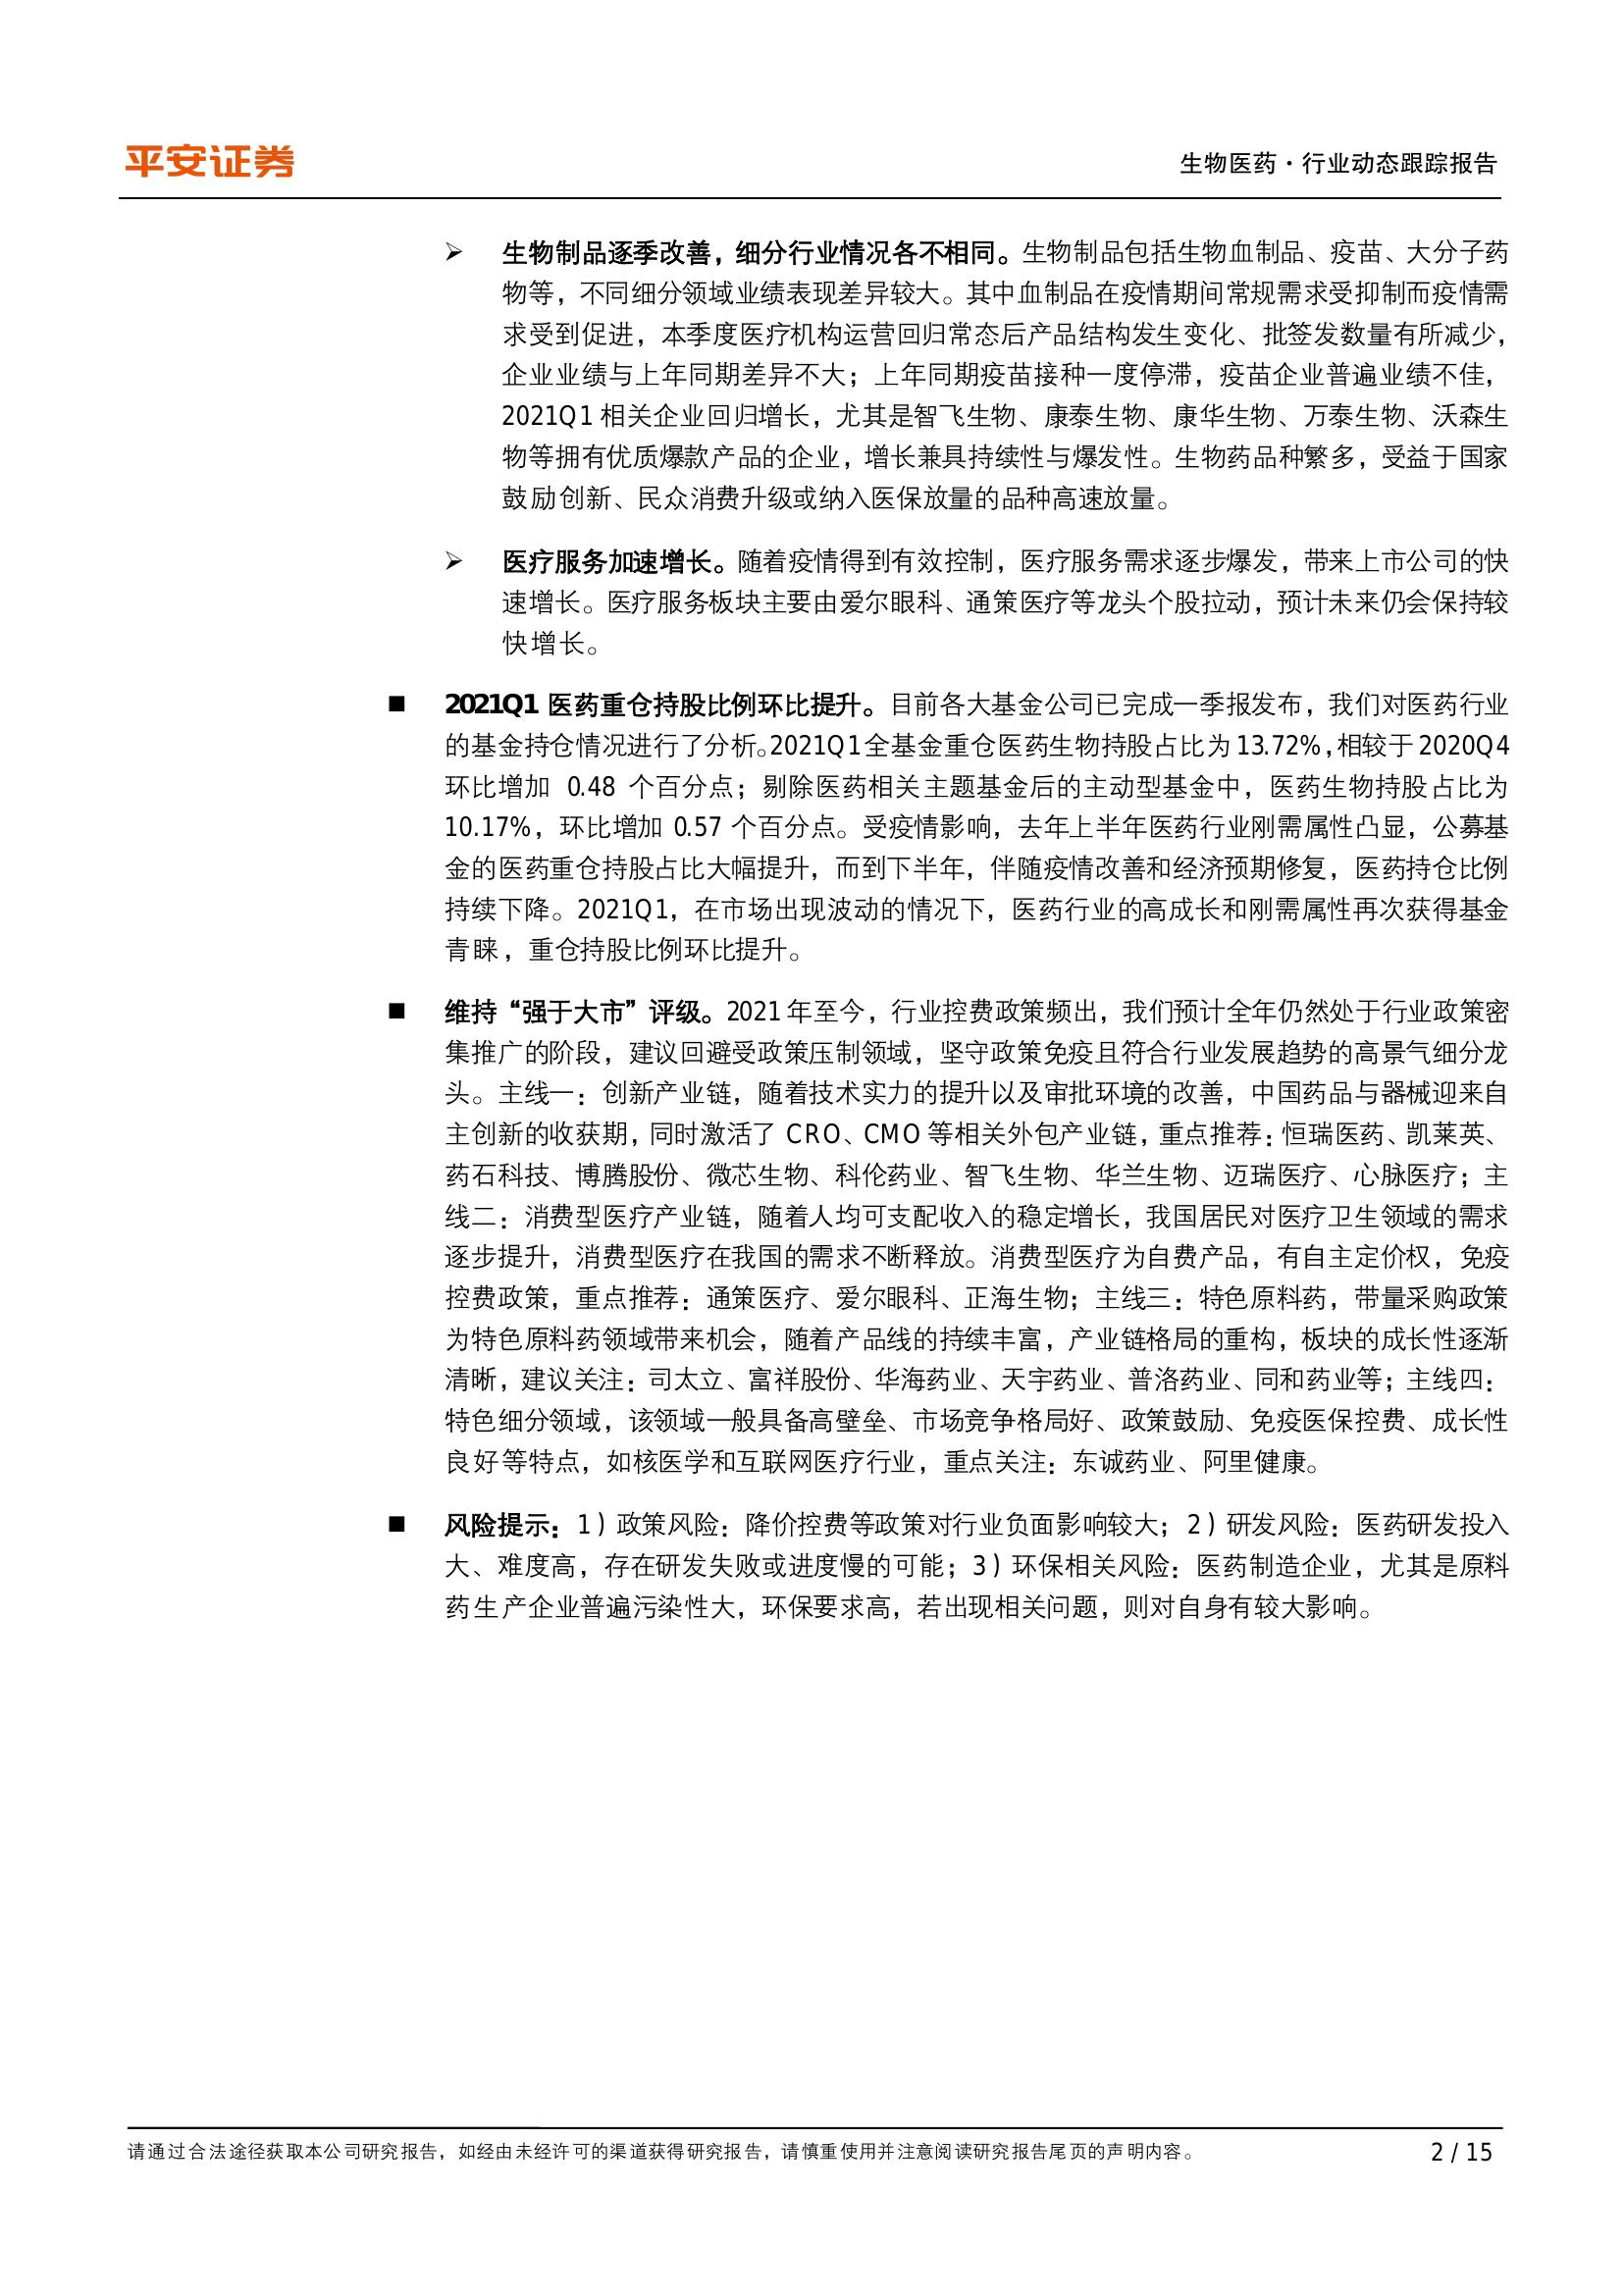 平安证券
生物医药·行业动态跟踪报告
➢ 生物制品逐季改善，细分行业情况各不相同。生物制品包括生物血制品、疫苗、大分子药
物等，不同细分领域业绩表现差异较大。其中血制品在疫情期间常规需求受抑制而疫情需
求受到促进，本季度医疗机构运营回归常态后产品结构发生变化、批签发数量有所减少，
企业业绩与上年同期差异不大；上年同期疫苗接种一度停滞，疫苗企业普遍业绩不佳，
2021Q1 相关企业回归增长，尤其是智飞生物、康泰生物、康华生物、万泰生物、沃森生
物等拥有优质爆款产品的企业，增长兼具持续性与爆发性。生物药品种繁多，受益于国家
鼓励创新、民众消费升级或纳入医保放量的品种高速放量。
➢ 医疗服务加速增长。随着疫情得到有效控制，医疗服务需求逐步爆发，带来上市公司的快
速增长。医疗服务板块主要由爱尔眼科、通策医疗等龙头个股拉动，预计未来仍会保持较
快增长。
■ 2021Q1 医药重仓持股比例环比提升。目前各大基金公司已完成一季报发布，我们对医药行业
的基金持仓情况进行了分析。2021Q1 全基金重仓医药生物持股占比为 13.72%，相较于 2020Q4
环比增加 0.48 个百分点；剔除医药相关主题基金后的主动型基金中，医药生物持股占比为
10.17%，环比增加 0.57 个百分点。受疫情影响，去年上半年医药行业刚需属性凸显，公募基
金的医药重仓持股占比大幅提升，而到下半年，伴随疫情改善和经济预期修复，医药持仓比例
持续下降。2021Q1，在市场出现波动的情况下，医药行业的高成长和刚需属性再次获得基金
青睐，重仓持股比例环比提升。
■ 维持“强于大市”评级。2021 年至今，行业控费政策频出，我们预计全年仍然处于行业政策密
集推广的阶段，建议回避受政策压制领域，坚守政策免疫且符合行业发展趋势的高景气细分龙
头。主线一：创新产业链，随着技术实力的提升以及审批环境的改善，中国药品与器械迎来自
主创新的收获期，同时激活了 CRO、CMO 等相关外包产业链，重点推荐：恒瑞医药、凯莱英、
药石科技、博腾股份、微芯生物、科伦药业、智飞生物、华兰生物、迈瑞医疗、心脉医疗；主
线二：消费型医疗产业链，随着人均可支配收入的稳定增长，我国居民对医疗卫生领域的需求
逐步提升，消费型医疗在我国的需求不断释放。消费型医疗为自费产品，有自主定价权，免疫
控费政策，重点推荐：通策医疗、爱尔眼科、正海生物；主线三：特色原料药，带量采购政策
为特色原料药领域带来机会，随着产品线的持续丰富，产业链格局的重构，板块的成长性逐渐
清晰，建议关注：司太立、富祥股份、华海药业、天宇药业、普洛药业、同和药业等；主线四：
特色细分领域，该领域一般具备高壁垒、市场竞争格局好、政策鼓励、免疫医保控费、成长性
良好等特点，如核医学和互联网医疗行业，重点关注：东诚药业、阿里健康。
■ 风险提示：1）政策风险：降价控费等政策对行业负面影响较大；2）研发风险：医药研发投入
大、难度高，存在研发失败或进度慢的可能；3）环保相关风险：医药制造企业，尤其是原料
药生产企业普遍污染性大，环保要求高，若出现相关问题，则对自身有较大影响。
请通过合法途径获取本公司研究报告，如经由未经许可的渠道获得研究报告，请慎重使用并注意阅读研究报告尾页的声明内容。
2 / 15